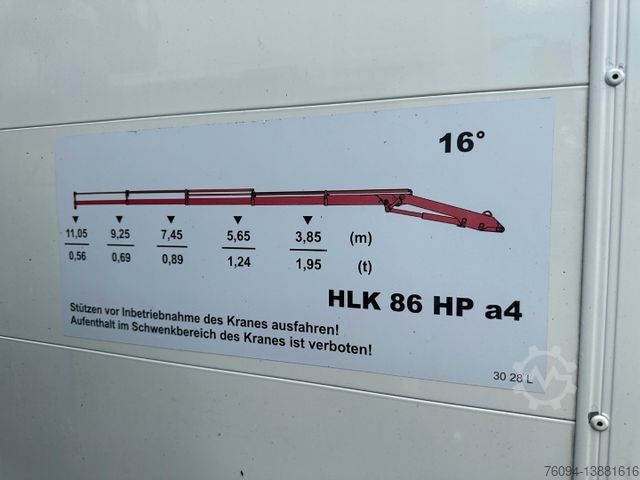 16°
11,05 9,25 7,45 5,65 3,85 (m)
0,56 0,69 0,89 1,24 1,95 (t)
HLK 86 HP a4
Stützen vor Inbetriebnahme des Kranes ausfahren!
Aufenthalt im Schwenkbereich des Kranes ist verboten!
30 28 L
76094-13881616